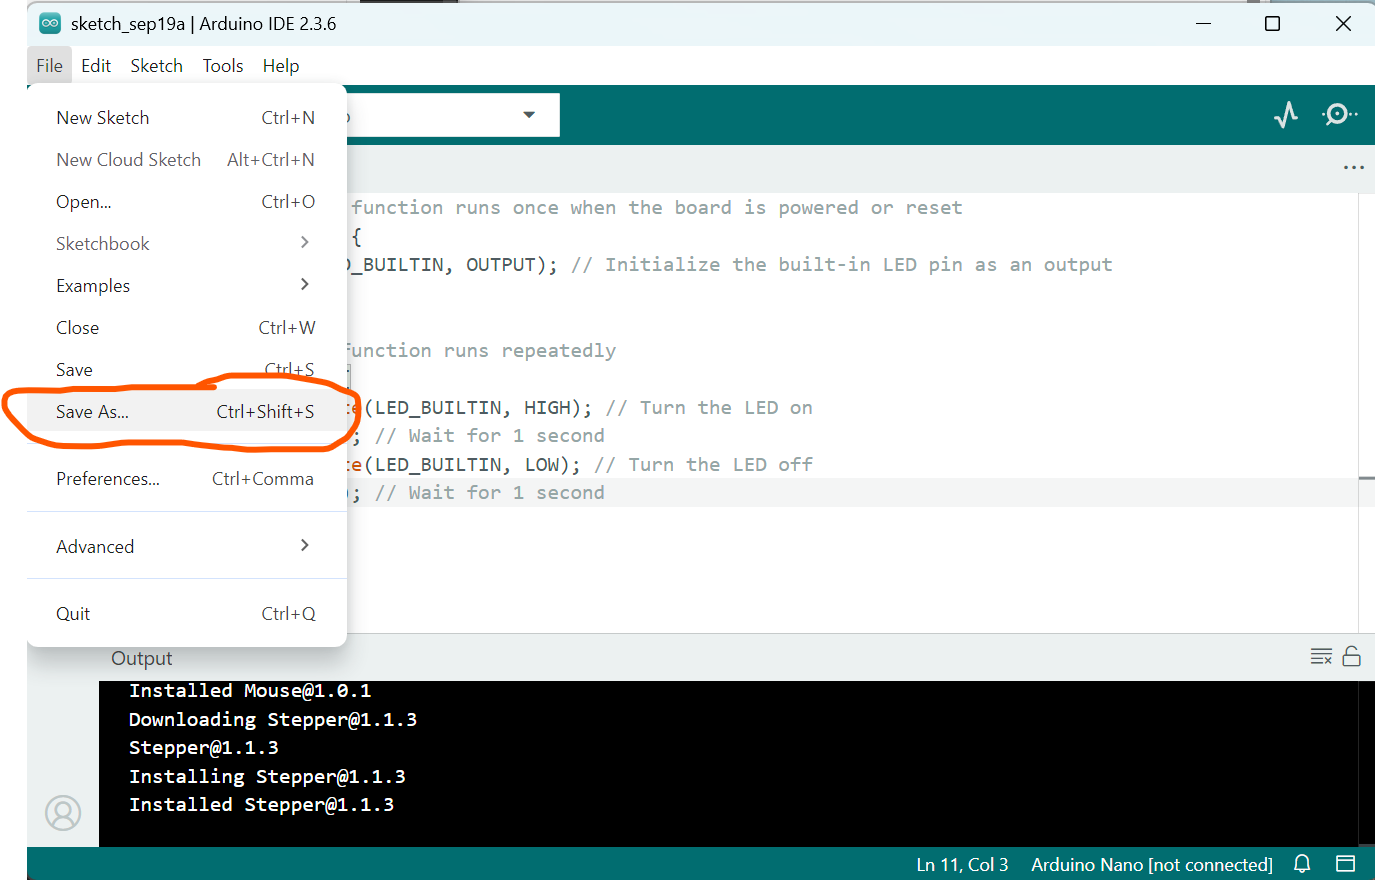 sketch_sep19a | Arduino IDE 2.3.6
File Edit Sketch Tools Help
New Sketch Ctrl+N
New Cloud Sketch Alt+Ctrl+N
Open... Ctrl+O
Sketchbook
Examples
Close Ctrl+W
Save Ctrl+S
Save As... Ctrl+Shift+S
Preferences... Ctrl+Comma
Advanced
Quit Ctrl+Q
function runs once when the board is powered or reset
{
_BUILTIN, OUTPUT); // Initialize the built-in LED pin as an output
function runs repeatedly
te(LED_BUILTIN, HIGH); // Turn the LED on
; // Wait for 1 second
te(LED_BUILTIN, LOW); // Turn the LED off
); // Wait for 1 second
Output
Installed Mouse@1.0.1
Downloading Stepper@1.1.3
Stepper@1.1.3
Installing Stepper@1.1.3
Installed Stepper@1.1.3
Ln 11, Col 3 Arduino Nano [not connected]